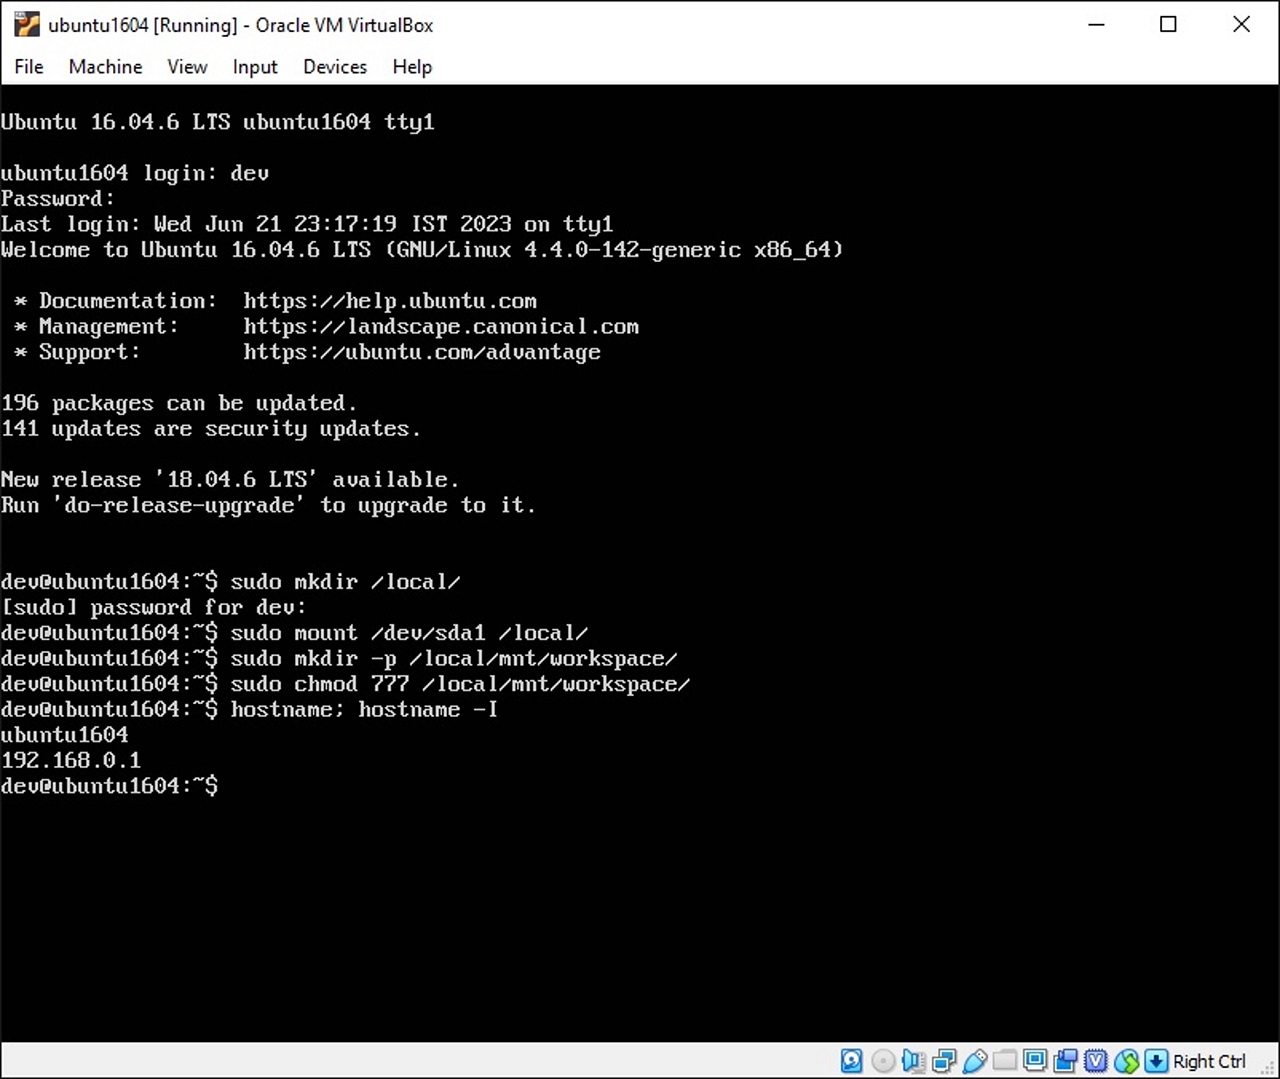 ubuntu1604 [Running] - Oracle VM VirtualBox
File Machine View Input Devices Help
Ubuntu 16.04.6 LTS ubuntu1604 tty1
ubuntu1604 login: dev
Password:
Last login: Wed Jun 21 23:17:19 IST 2023 on tty1
Welcome to Ubuntu 16.04.6 LTS (GNU/Linux 4.4.0-142-generic x86_64)
* Documentation:  https://help.ubuntu.com
* Management:     https://landscape.canonical.com
* Support:        https://ubuntu.com/advantage
196 packages can be updated.
141 updates are security updates.
New release '18.04.6 LTS' available.
Run 'do-release-upgrade' to upgrade to it.
dev@ubuntu1604:~$ sudo mkdir /local/
[sudo] password for dev:
dev@ubuntu1604:~$ sudo mount /dev/sda1 /local/
dev@ubuntu1604:~$ sudo mkdir -p /local/mnt/workspace/
dev@ubuntu1604:~$ sudo chmod 777 /local/mnt/workspace/
dev@ubuntu1604:~$ hostname; hostname -I
ubuntu1604
192.168.0.1
dev@ubuntu1604:~$
Right Ctrl